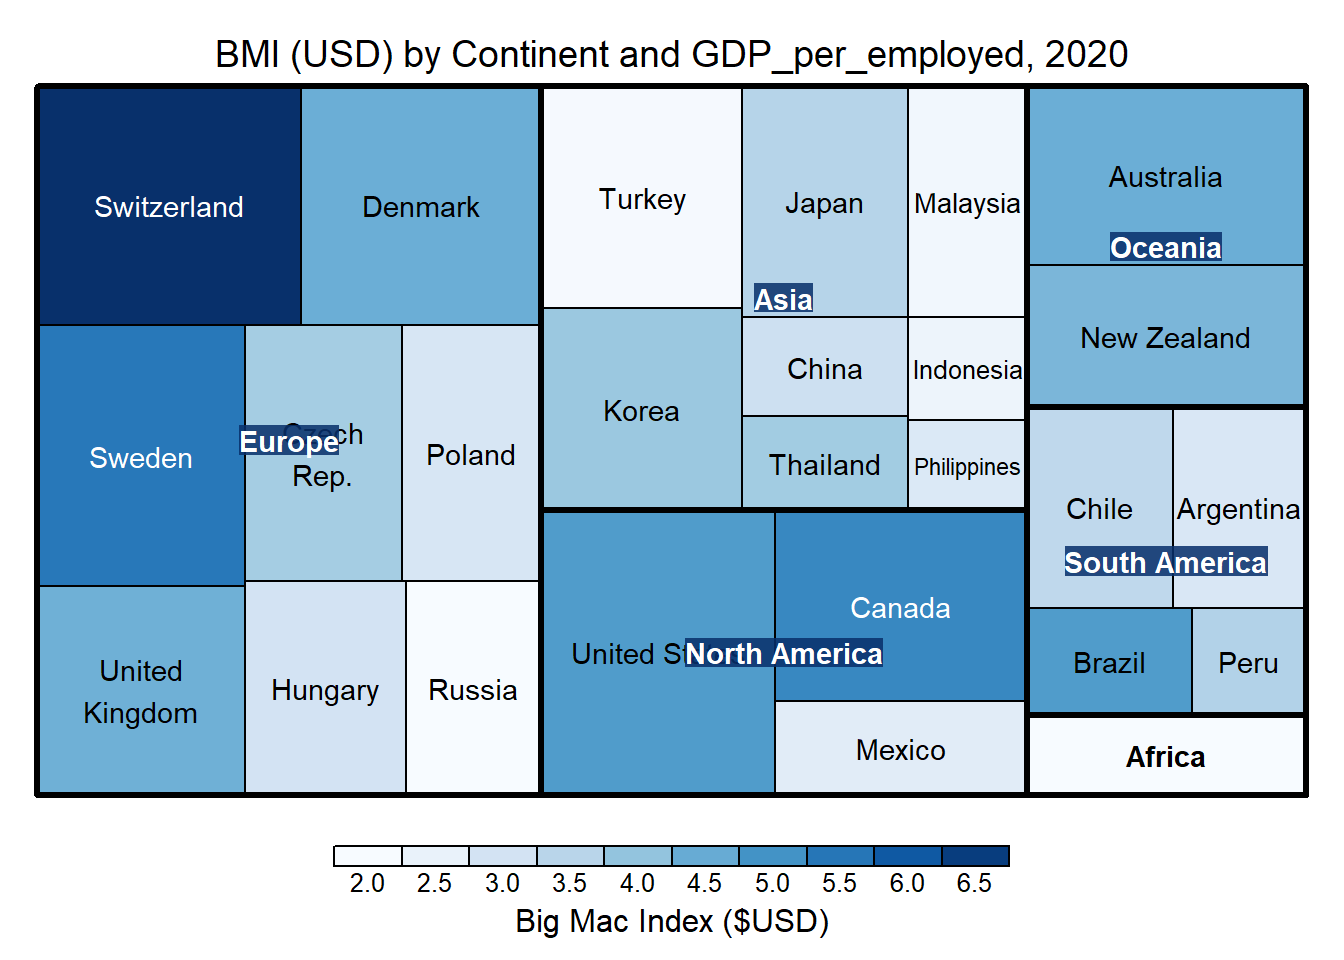 BMI (USD) by Continent and GDP_per_employed, 2020
Switzerland
Denmark
Sweden
Czech
Rep.
Europe
Poland
United
Kingdom
Hungary
Russia
Turkey
Japan
Malaysia
Asia
Korea
China
Indonesia
Thailand
Philippines
United
Canada
North America
Mexico
Australia
Oceania
New Zealand
Chile
Argentina
South America
Brazil
Peru
Africa
2.0 2.5 3.0 3.5 4.0 4.5 5.0 5.5 6.0 6.5
Big Mac Index ($USD)